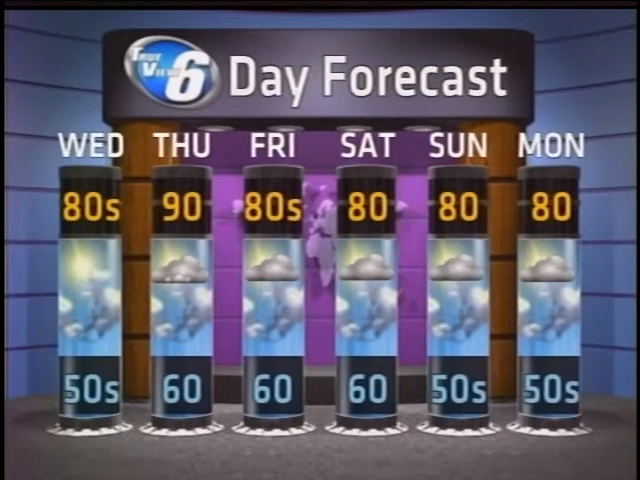 TRUE
VIEW 6 Day Forecast
WED THU FRI SAT SUN MON
80s 90 80s 80 80 80
50s 60 60 60 50s 50s